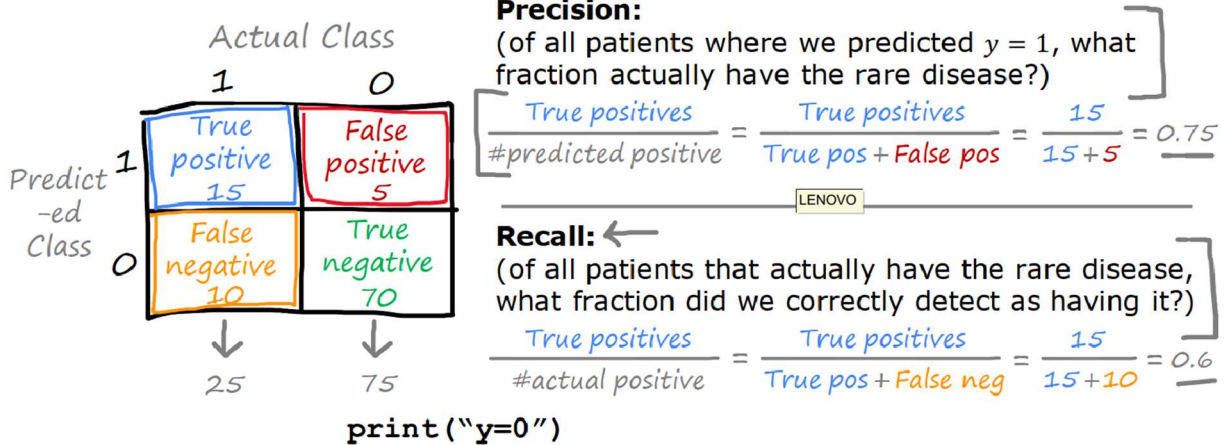 Actual Class
1 0
Predict
-ed
Class
1
True
positive
15
False
positive
5
0
False
negative
10
True
negative
70
25 75
print("y=0")
Precision:
(of all patients where we predicted y = 1, what
fraction actually have the rare disease?)
True positives / #predicted positive = True positives / True pos + False pos = 15 / 15+5 = 0.75
LENOVO
Recall:
(of all patients that actually have the rare disease,
what fraction did we correctly detect as having it?)
True positives / #actual positive = True positives / True pos + False neg = 15 / 15+10 = 0.6